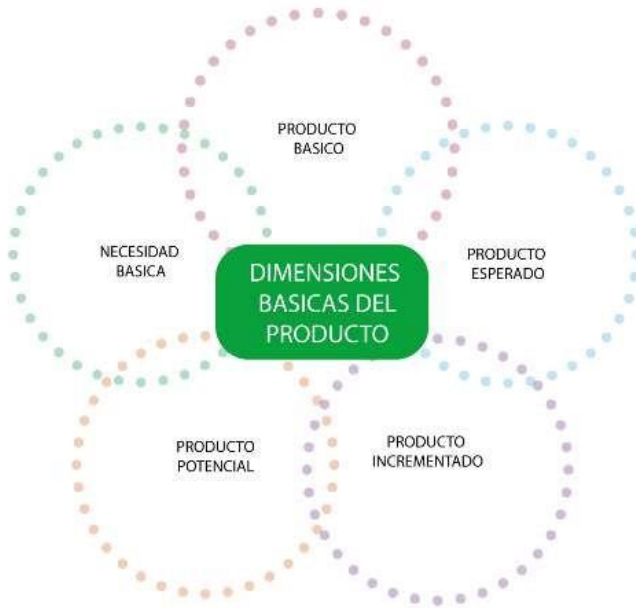 PRODUCTO
BASICO
NECESIDAD
BASICA
DIMENSIONES
BASICAS DEL
PRODUCTO
PRODUCTO
ESPERADO
PRODUCTO
POTENCIAL
PRODUCTO
INCREMENTADO